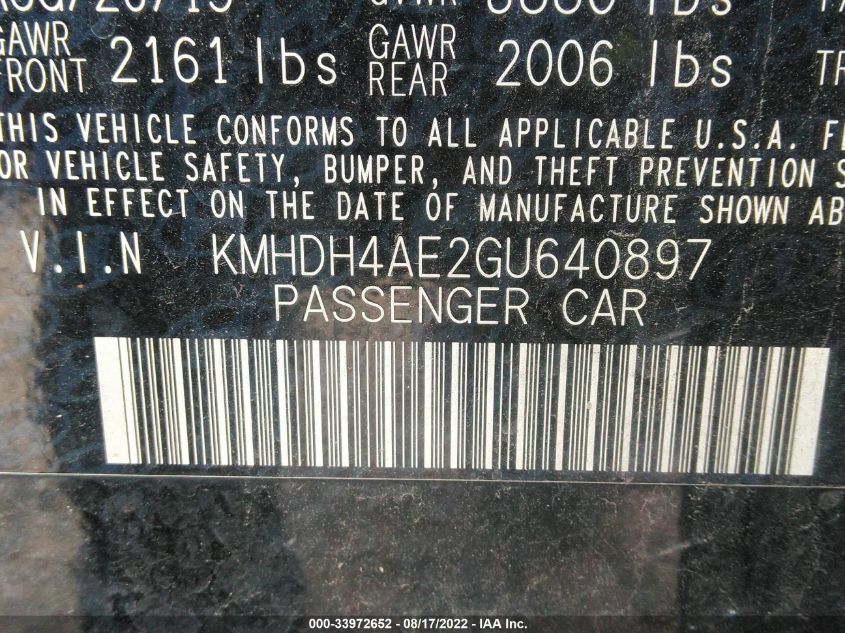 GAWR FRONT 2161 lbs GAWR REAR 2006 lbs
THIS VEHICLE CONFORMS TO ALL APPLICABLE U.S.A.
VEHICLE SAFETY, BUMPER, AND THEFT PREVENTION
IN EFFECT ON THE DATE OF MANUFACTURE SHOWN
V.I.N KMHDH4AE2GU640897
PASSENGER CAR
000-33972652 - 08/17/2022 - IAA Inc.